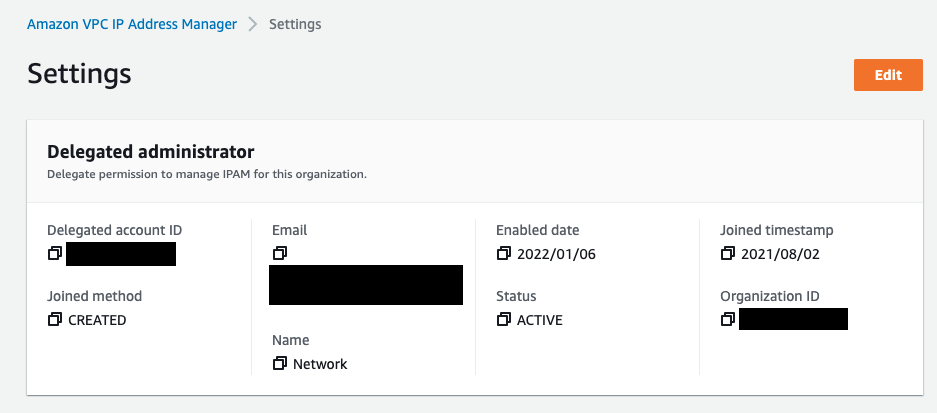 Amazon VPC IP Address Manager > Settings
Settings
Edit
Delegated administrator
Delegate permission to manage IPAM for this organization.
Delegated account ID
Joined method
CREATED
Email
Name
Network
Enabled date
2022/01/06
Status
ACTIVE
Joined timestamp
2021/08/02
Organization ID